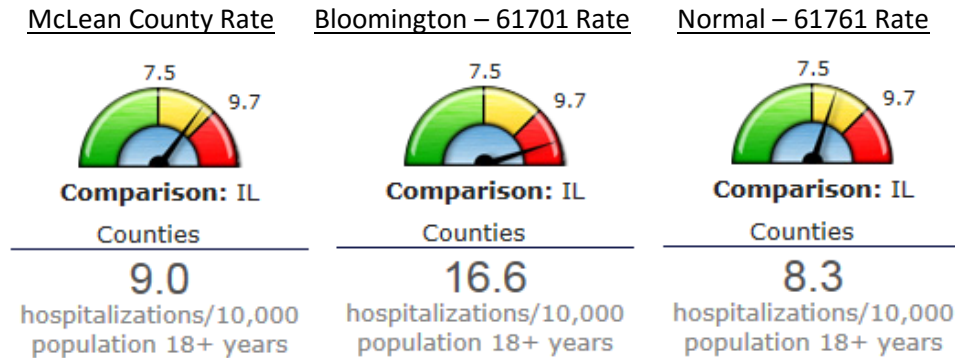 McLean County Rate
7.5
9.7
Comparison: IL
Counties
9.0
hospitalizations/10,000
population 18+ years
Bloomington – 61701 Rate
7.5
9.7
Comparison: IL
Counties
16.6
hospitalizations/10,000
population 18+ years
Normal – 61761 Rate
7.5
9.7
Comparison: IL
Counties
8.3
hospitalizations/10,000
population 18+ years